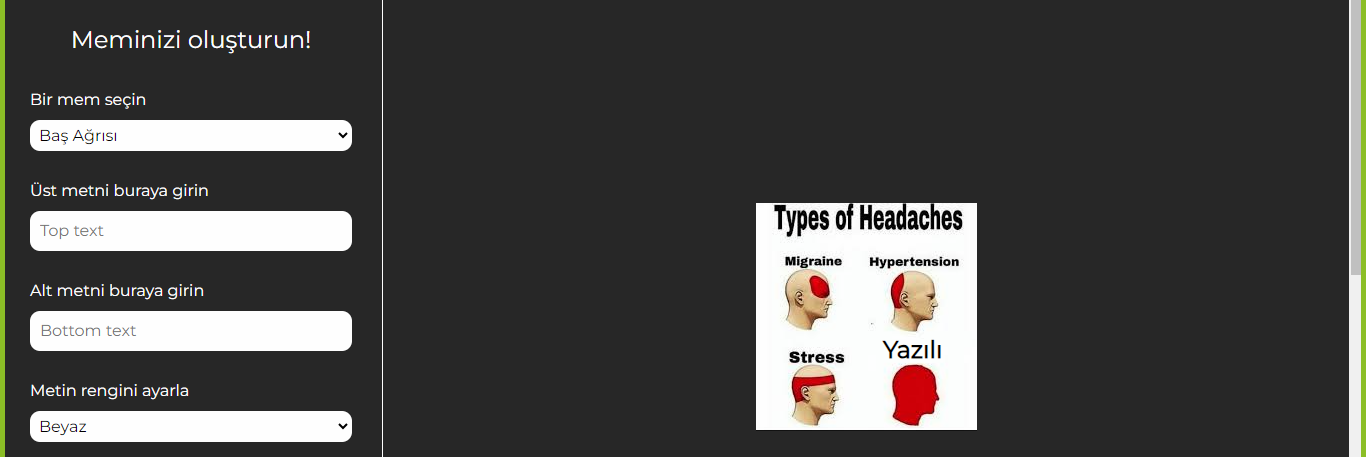 Meminizi oluşturun!
Bir mem seçin
Baş Ağrısı
Üst metni buraya girin
Top text
Alt metni buraya girin
Bottom text
Metin rengini ayarla
Beyaz
Types of Headaches
Migraine
Hypertension
Stress
Yazılı